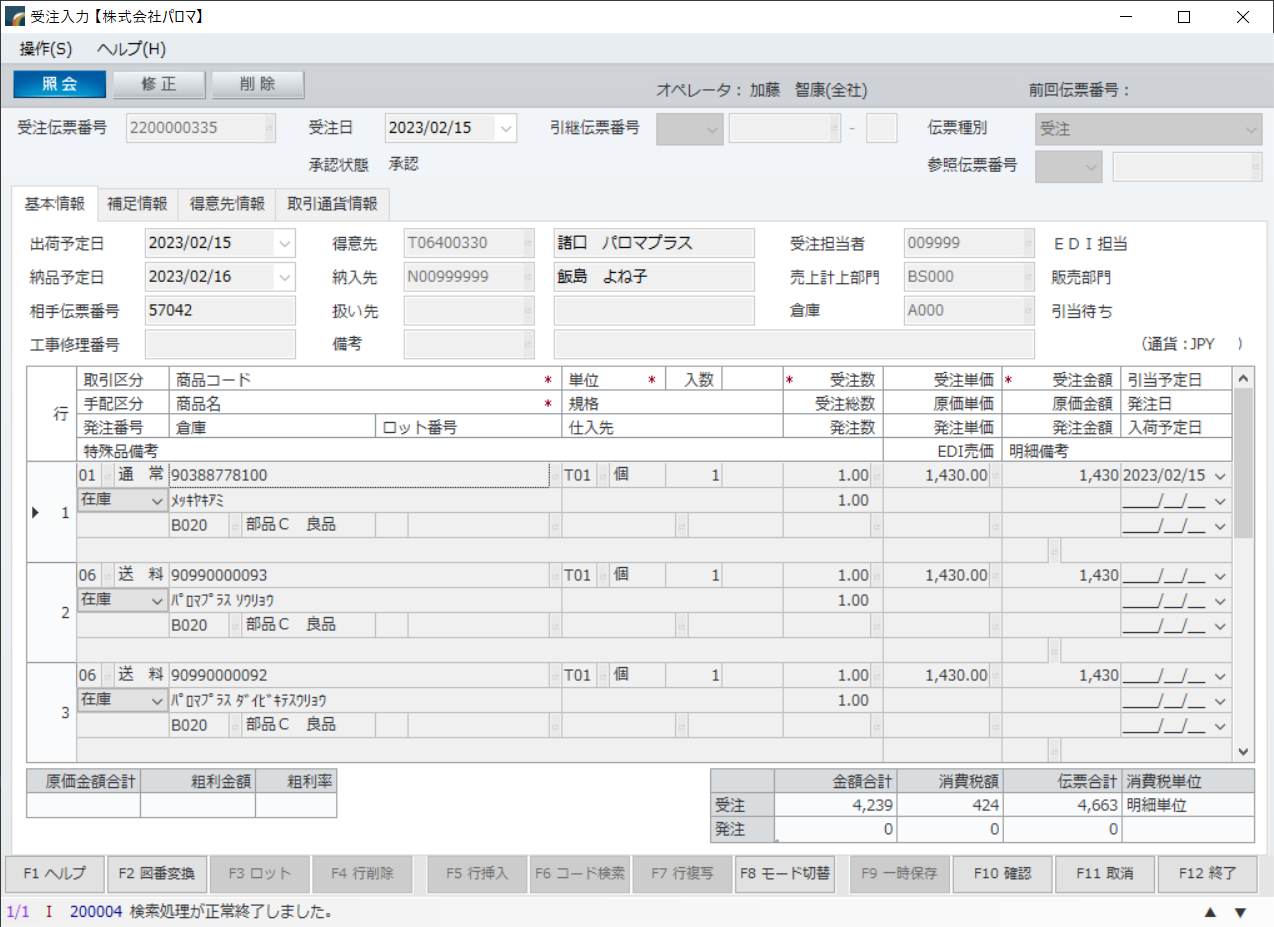 受注入力【株式会社パロマ】
操作(S) ヘルプ(H)
照 会 修 正 削 除 オペレータ： 加藤　智康(全社) 前回伝票番号：
受注伝票番号 2200000335 受注日 2023/02/15 引継伝票番号 - 伝票種別 受注
承認状態 承認 参照伝票番号
基本情報 補足情報 得意先情報 取引通貨情報
出荷予定日 2023/02/15 得意先 T06400330 諸口　パロマプラス 受注担当者 009999 ＥＤＩ担当
納品予定日 2023/02/16 納入先 N00999999 飯島　よね子 売上計上部門 BS000 販売部門
相手伝票番号 57042 扱い先 倉庫 A000 引当待ち
工事修理番号 備考 （通貨：JPY ）
取引区分 商品コード * 単位 * 入数 * 受注数 受注単価 * 受注金額 引当予定日
行 手配区分 商品名 * 規格 受注総数 原価単価 原価金額 発注日
発注番号 倉庫 ロット番号 仕入先 発注数 発注単価 発注金額 入荷予定日
特殊品備考 EDI売価 明細備考
01 通　常 90388778100 T01 個 1 1.00 1,430.00 1,430 2023/02/15
1 在庫 ﾒｯｷﾔｷｱﾐ 1.00 ____/__/__
B020 部品Ｃ　良品 ____/__/__
06 送　料 90990000093 T01 個 1 1.00 1,430.00 1,430 ____/__/__
2 在庫 ﾊﾟﾛﾏﾌﾟﾗｽ ｿｳﾘｮｳ 1.00 ____/__/__
B020 部品Ｃ　良品 ____/__/__
06 送　料 90990000092 T01 個 1 1.00 1,430.00 1,430 ____/__/__
3 在庫 ﾊﾟﾛﾏﾌﾟﾗｽ ﾀﾞｲﾋﾞｷﾃｽｳﾘｮｳ 1.00 ____/__/__
B020 部品Ｃ　良品 ____/__/__
原価金額合計 粗利金額 粗利率 金額合計 消費税額 伝票合計 消費税単位
受注 4,239 424 4,663 明細単位
発注 0 0 0
F1 ヘルプ F2 図番変換 F3 ロット F4 行削除 F5 行挿入 F6 コード検索 F7 行複写 F8 モード切替 F9 一時保存 F10 確認 F11 取消 F12 終了
1/1 I 200004 検索処理が正常終了しました。 ▲ ▼